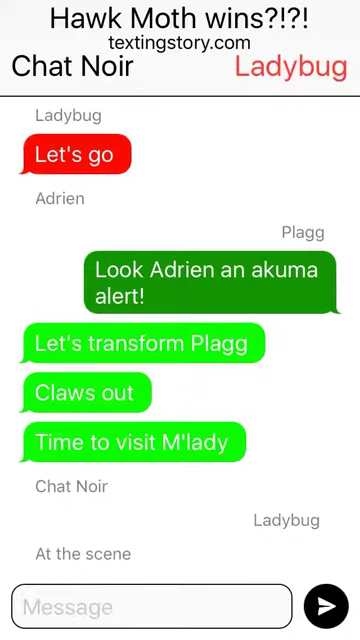 Hawk Moth wins?!?!
textingstory.com
Chat Noir
Ladybug
Ladybug
Let's go
Adrien
Plagg
Look Adrien an akuma
alert!
Let's transform Plagg
Claws out
Time to visit M'lady
Chat Noir
Ladybug
At the scene
Message